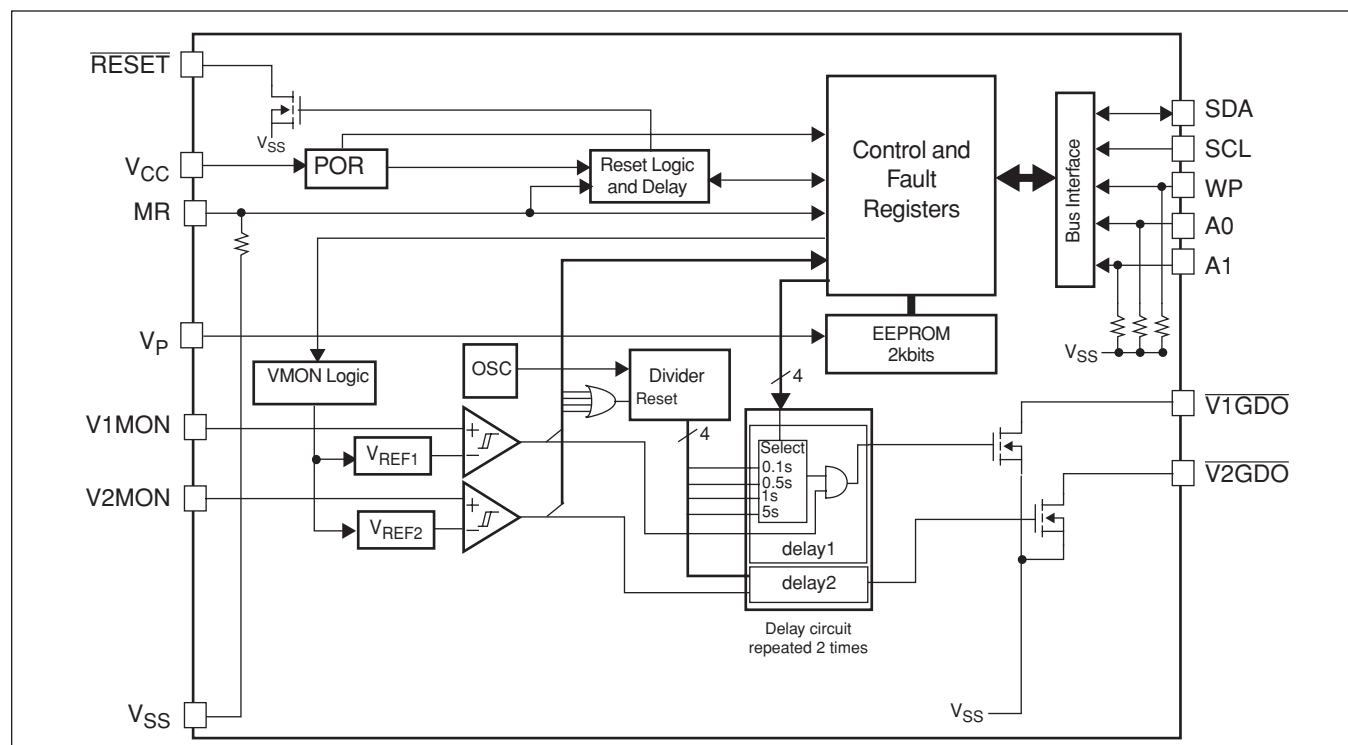 RESET
VSS
VCC
POR
Reset Logic
and Delay
MR
Control and
Fault
Registers
Bus Interface
SDA
SCL
WP
A0
A1
VSS
VP
EEPROM
2kbits
VMON Logic
OSC
Divider
Reset
4
4
V1MON
VREF1
+
−
V2MON
VREF2
+
−
Select
0.1s
0.5s
1s
5s
delay1
delay2
Delay circuit
repeated 2 times
V1GDO
V2GDO
VSS
VSS